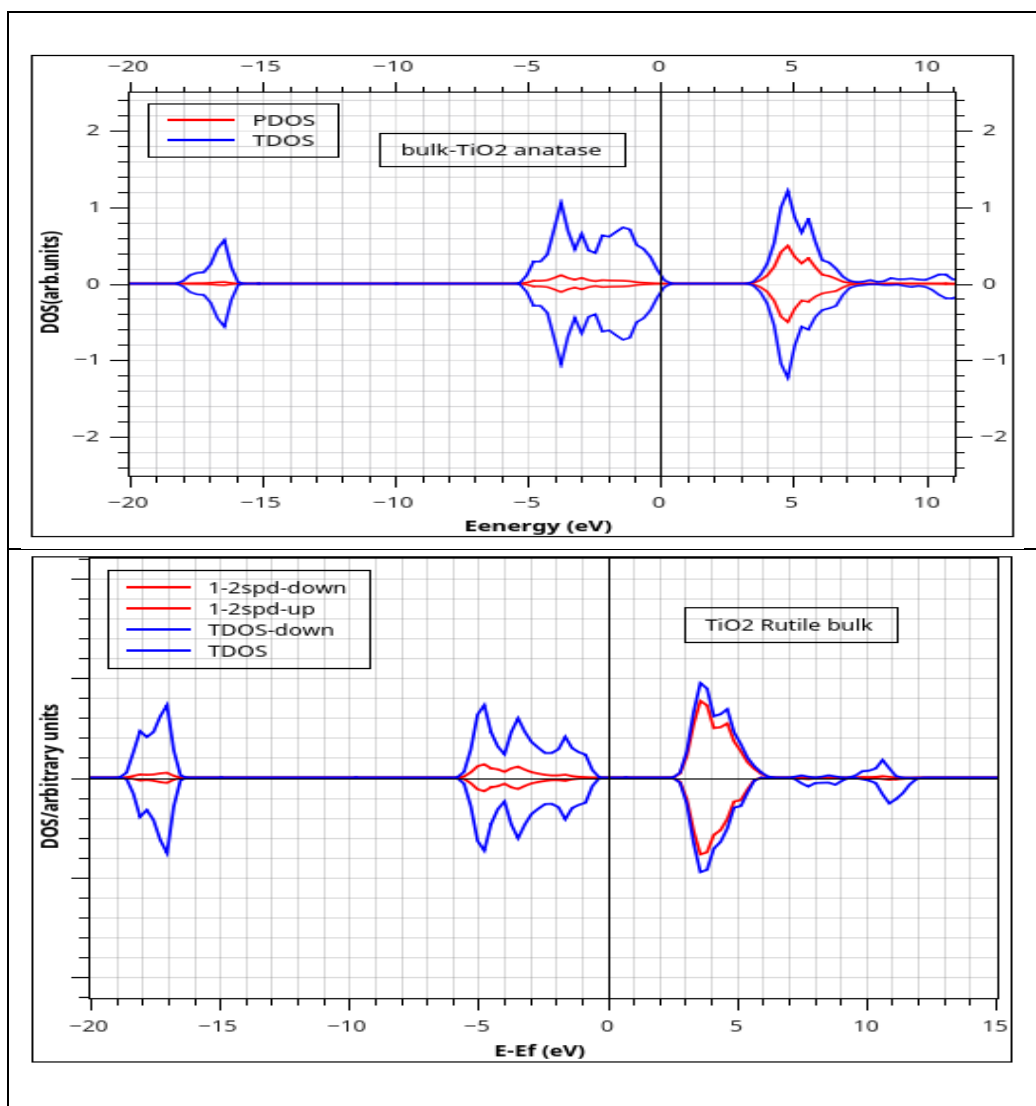 −20 −15 −10 −5 0 5 10
PDOS
TDOS
bulk-TiO2 anatase
2 2
1 1
0 0
−1 −1
−2 −2
DOS(arb.units)
−20 −15 −10 −5 0 5 10
Eenergy (eV)
1-2spd-down
1-2spd-up
TDOS-down
TDOS
TiO2 Rutile bulk
DOS/arbitrary units
−20 −15 −10 −5 0 5 10 15
E-Ef (eV)